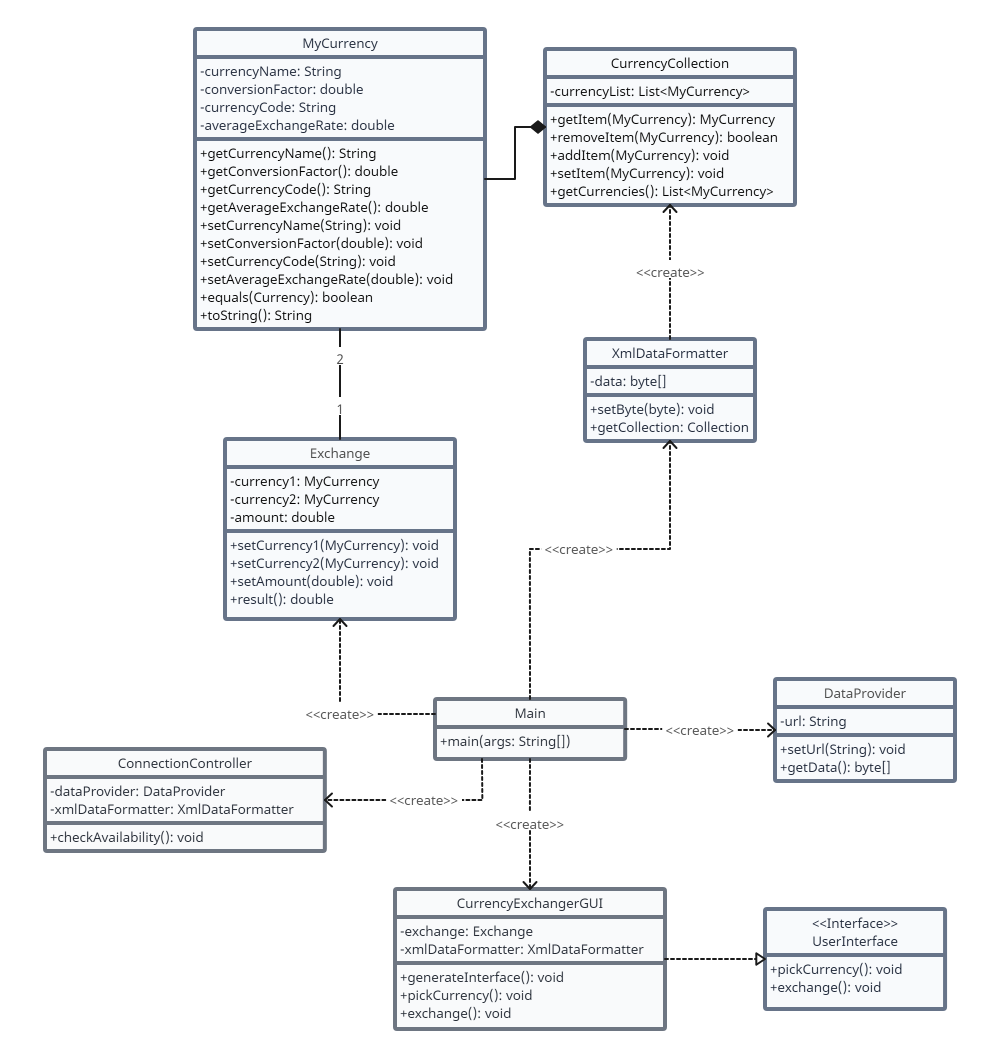 MyCurrency
-currencyName: String
-conversionFactor: double
-currencyCode: String
-averageExchangeRate: double
+getCurrencyName(): String
+getConversionFactor(): double
+getCurrencyCode(): String
+getAverageExchangeRate(): double
+setCurrencyName(String): void
+setConversionFactor(double): void
+setCurrencyCode(String): void
+setAverageExchangeRate(double): void
+equals(Currency): boolean
+toString(): String
CurrencyCollection
-currencyList: List<MyCurrency>
+getItem(MyCurrency): MyCurrency
+removeItem(MyCurrency): boolean
+addItem(MyCurrency): void
+setItem(MyCurrency): void
+getCurrencies(): List<MyCurrency>
<<create>>
2
1
XmlDataFormatter
-data: byte[]
+setByte(byte): void
+getCollection: Collection
Exchange
-currency1: MyCurrency
-currency2: MyCurrency
-amount: double
+setCurrency1(MyCurrency): void
+setCurrency2(MyCurrency): void
+setAmount(double): void
+result(): double
<<create>>
<<create>>
Main
+main(args: String[])
<<create>>
DataProvider
-url: String
+setUrl(String): void
+getData(): byte[]
ConnectionController
-dataProvider: DataProvider
-xmlDataFormatter: XmlDataFormatter
+checkAvailability(): void
<<create>>
<<create>>
CurrencyExchangerGUI
-exchange: Exchange
-xmlDataFormatter: XmlDataFormatter
+generateInterface(): void
+pickCurrency(): void
+exchange(): void
<<Interface>>
UserInterface
+pickCurrency(): void
+exchange(): void